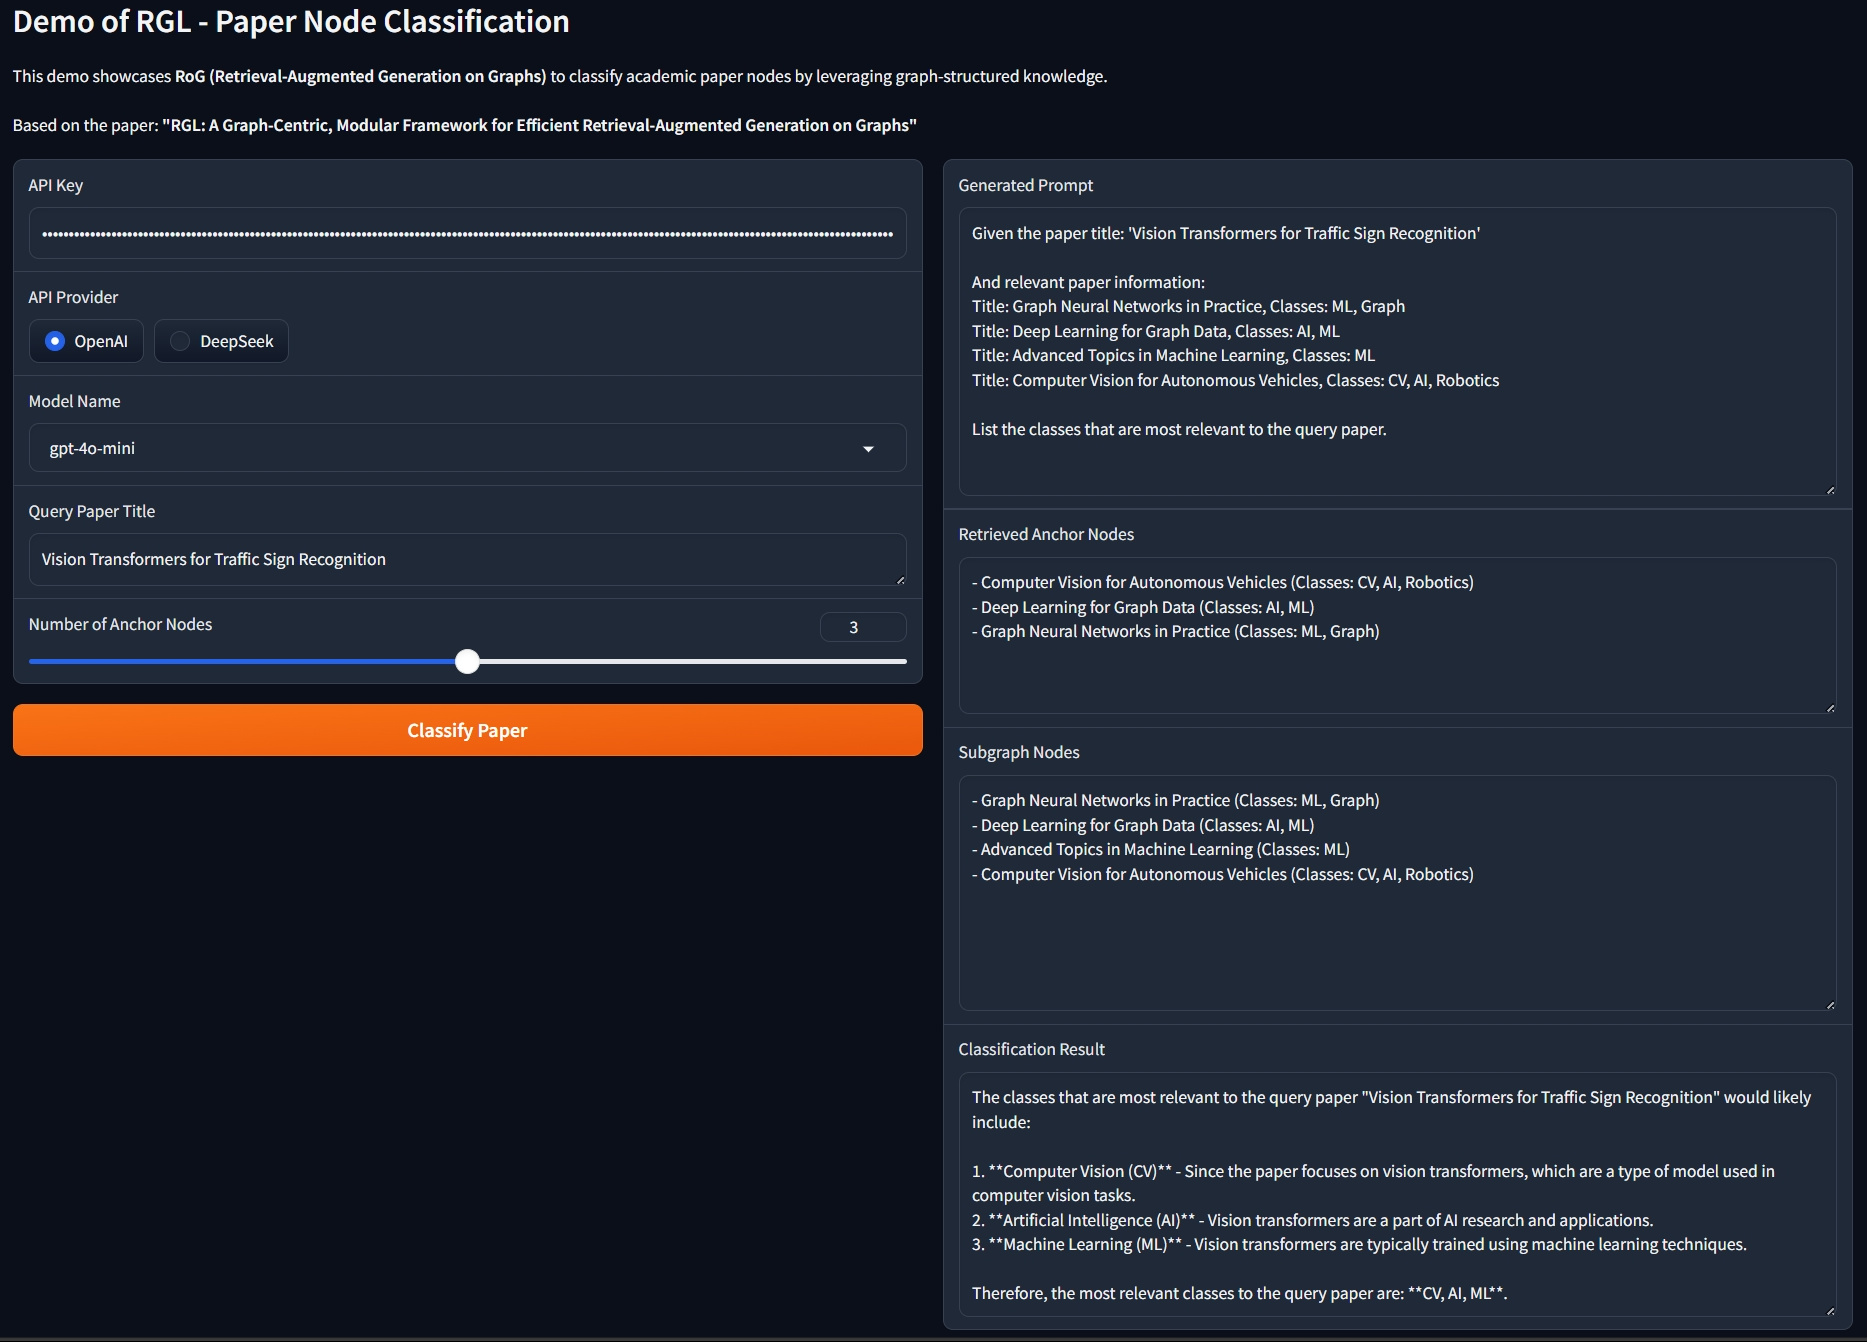 Demo of RGL - Paper Node Classification
This demo showcases RoG (Retrieval-Augmented Generation on Graphs) to classify academic paper nodes by leveraging graph-structured knowledge.
Based on the paper: "RGL: A Graph-Centric, Modular Framework for Efficient Retrieval-Augmented Generation on Graphs"
API Key
API Provider
OpenAI
DeepSeek
Model Name
gpt-4o-mini
Query Paper Title
Vision Transformers for Traffic Sign Recognition
Number of Anchor Nodes
3
Classify Paper
Generated Prompt
Given the paper title: 'Vision Transformers for Traffic Sign Recognition'
And relevant paper information:
Title: Graph Neural Networks in Practice, Classes: ML, Graph
Title: Deep Learning for Graph Data, Classes: AI, ML
Title: Advanced Topics in Machine Learning, Classes: ML
Title: Computer Vision for Autonomous Vehicles, Classes: CV, AI, Robotics
List the classes that are most relevant to the query paper.
Retrieved Anchor Nodes
- Computer Vision for Autonomous Vehicles (Classes: CV, AI, Robotics)
- Deep Learning for Graph Data (Classes: AI, ML)
- Graph Neural Networks in Practice (Classes: ML, Graph)
Subgraph Nodes
- Graph Neural Networks in Practice (Classes: ML, Graph)
- Deep Learning for Graph Data (Classes: AI, ML)
- Advanced Topics in Machine Learning (Classes: ML)
- Computer Vision for Autonomous Vehicles (Classes: CV, AI, Robotics)
Classification Result
The classes that are most relevant to the query paper "Vision Transformers for Traffic Sign Recognition" would likely
include:
1. **Computer Vision (CV)** - Since the paper focuses on vision transformers, which are a type of model used in
computer vision tasks.
2. **Artificial Intelligence (AI)** - Vision transformers are a part of AI research and applications.
3. **Machine Learning (ML)** - Vision transformers are typically trained using machine learning techniques.
Therefore, the most relevant classes to the query paper are: **CV, AI, ML**.